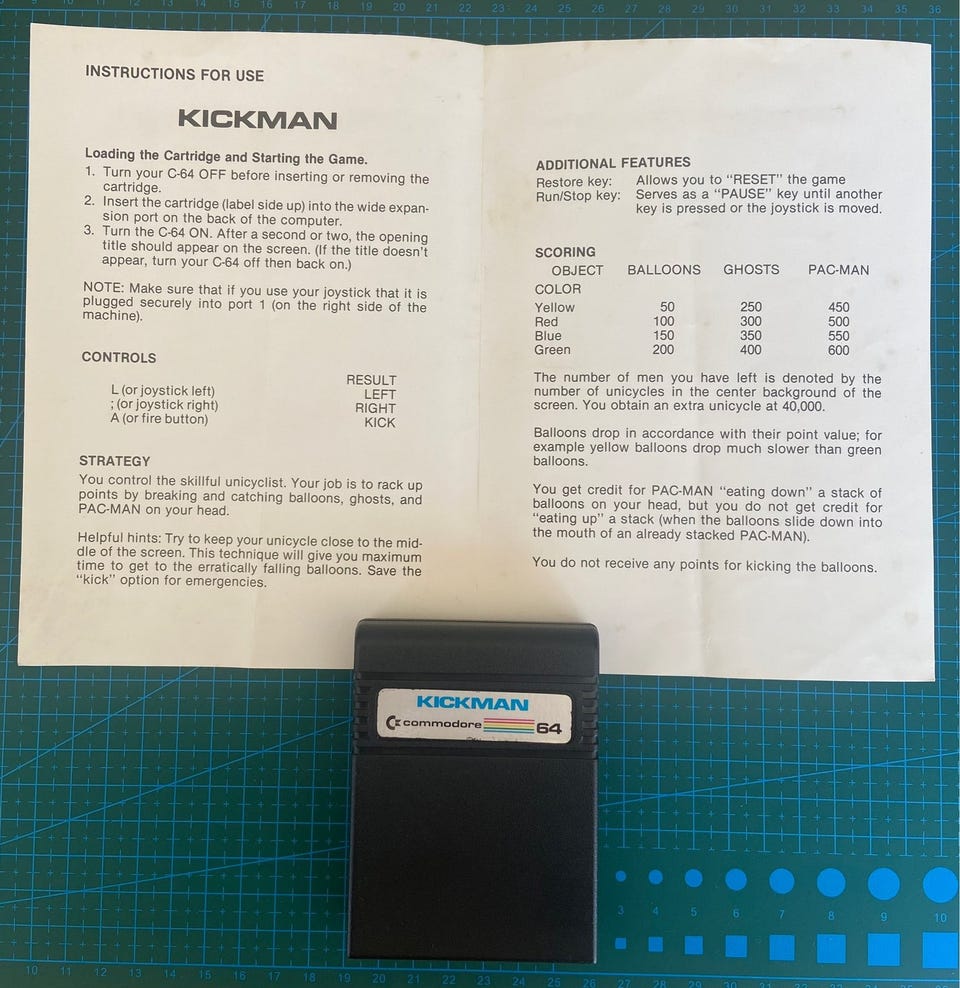 INSTRUCTIONS FOR USE
KICKMAN
Loading the Cartridge and Starting the Game.
1. Turn your C-64 OFF before inserting or removing the
cartridge.
2. Insert the cartridge (label side up) into the wide expan-
sion port on the back of the computer.
3. Turn the C-64 ON. After a second or two, the opening
title should appear on the screen. (If the title doesn't
appear, turn your C-64 off then back on.)
NOTE: Make sure that if you use your joystick that it is
plugged securely into port 1 (on the right side of the
machine).
CONTROLS
RESULT
L (or joystick left) LEFT
; (or joystick right) RIGHT
A (or fire button) KICK
STRATEGY
You control the skillful unicyclist. Your job is to rack up
points by breaking and catching balloons, ghosts, and
PAC-MAN on your head.
Helpful hints: Try to keep your unicycle close to the mid-
dle of the screen. This technique will give you maximum
time to get to the erratically falling balloons. Save the
"kick" option for emergencies.
ADDITIONAL FEATURES
Restore key: Allows you to "RESET" the game
Run/Stop key: Serves as a "PAUSE" key until another
key is pressed or the joystick is moved.
SCORING
OBJECT BALLOONS GHOSTS PAC-MAN
COLOR
Yellow 50 250 450
Red 100 300 500
Blue 150 350 550
Green 200 400 600
The number of men you have left is denoted by the
number of unicycles in the center background of the
screen. You obtain an extra unicycle at 40,000.
Balloons drop in accordance with their point value; for
example yellow balloons drop much slower than green
balloons.
You get credit for PAC-MAN "eating down" a stack of
balloons on your head, but you do not get credit for
"eating up" a stack (when the balloons slide down into
the mouth of an already stacked PAC-MAN).
You do not receive any points for kicking the balloons.
KICKMAN
commodore 64
3 4 5 6 7 8 9 10